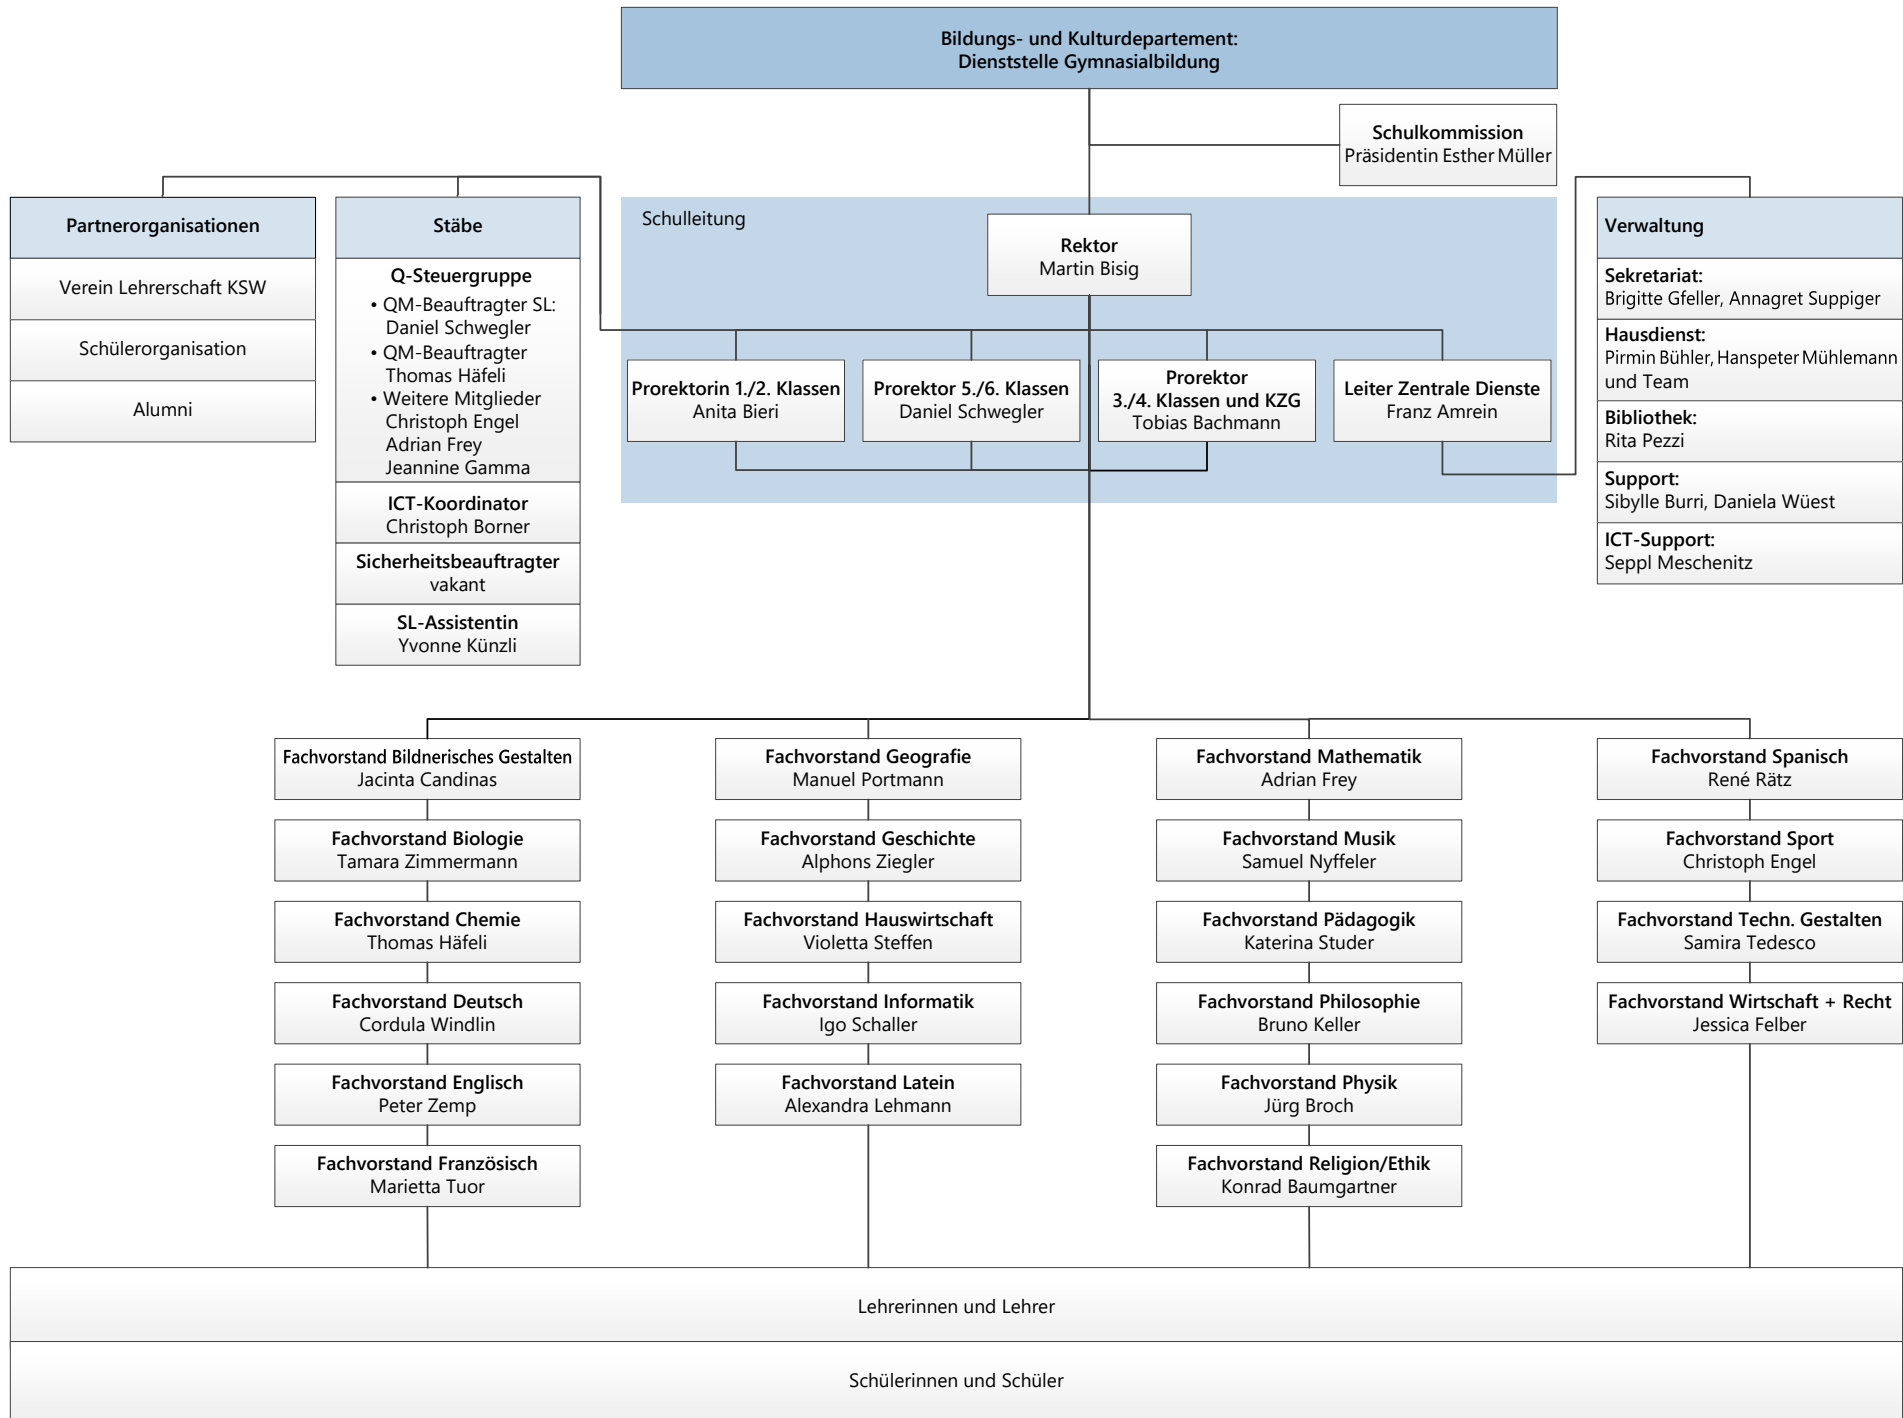 Bildungs- und Kulturdepartement:
Dienststelle Gymnasialbildung
Schulkommission
Präsidentin Esther Müller
Partnerorganisationen
Verein Lehrerschaft KSW
Schülerorganisation
Alumni
Stäbe
Q-Steuergruppe
• QM-Beauftragter SL:
Daniel Schwegler
• QM-Beauftragter
Thomas Häfeli
• Weitere Mitglieder
Christoph Engel
Adrian Frey
Jeannine Gamma
ICT-Koordinator
Christoph Borner
Sicherheitsbeauftragter
vakant
SL-Assistentin
Yvonne Künzli
Schulleitung
Rektor
Martin Bisig
Prorektorin 1./2. Klassen
Anita Bieri
Prorektor 5./6. Klassen
Daniel Schwegler
Prorektor
3./4. Klassen und KZG
Tobias Bachmann
Leiter Zentrale Dienste
Franz Amrein
Verwaltung
Sekretariat:
Brigitte Gfeller, Annagret Suppiger
Hausdienst:
Pirmin Bühler, Hanspeter Mühlemann
und Team
Bibliothek:
Rita Pezzi
Support:
Sibylle Burri, Daniela Wüest
ICT-Support:
Seppl Meschenitz
Fachvorstand Bildnerisches Gestalten
Jacinta Candinas
Fachvorstand Biologie
Tamara Zimmermann
Fachvorstand Chemie
Thomas Häfeli
Fachvorstand Deutsch
Cordula Windlin
Fachvorstand Englisch
Peter Zemp
Fachvorstand Französisch
Marietta Tuor
Fachvorstand Geografie
Manuel Portmann
Fachvorstand Geschichte
Alphons Ziegler
Fachvorstand Hauswirtschaft
Violetta Steffen
Fachvorstand Informatik
Igo Schaller
Fachvorstand Latein
Alexandra Lehmann
Fachvorstand Mathematik
Adrian Frey
Fachvorstand Musik
Samuel Nyffeler
Fachvorstand Pädagogik
Katerina Studer
Fachvorstand Philosophie
Bruno Keller
Fachvorstand Physik
Jürg Broch
Fachvorstand Religion/Ethik
Konrad Baumgartner
Fachvorstand Spanisch
René Rätz
Fachvorstand Sport
Christoph Engel
Fachvorstand Techn. Gestalten
Samira Tedesco
Fachvorstand Wirtschaft + Recht
Jessica Felber
Lehrerinnen und Lehrer
Schülerinnen und Schüler